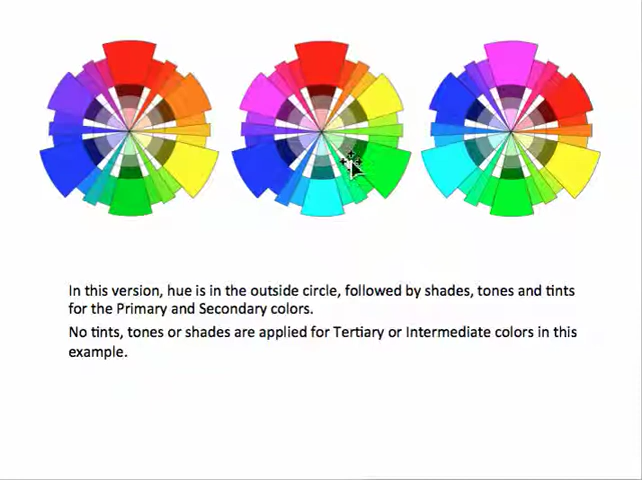 In this version, hue is in the outside circle, followed by shades, tones and tints
for the Primary and Secondary colors.
No tints, tones or shades are applied for Tertiary or Intermediate colors in this
example.